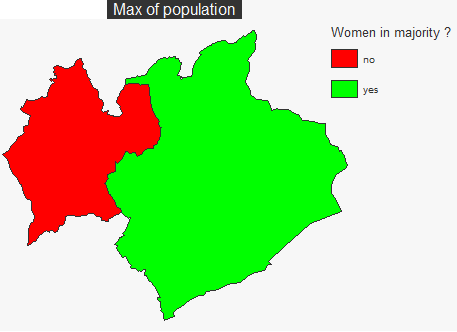 Max of population
Women in majority ?
no
yes